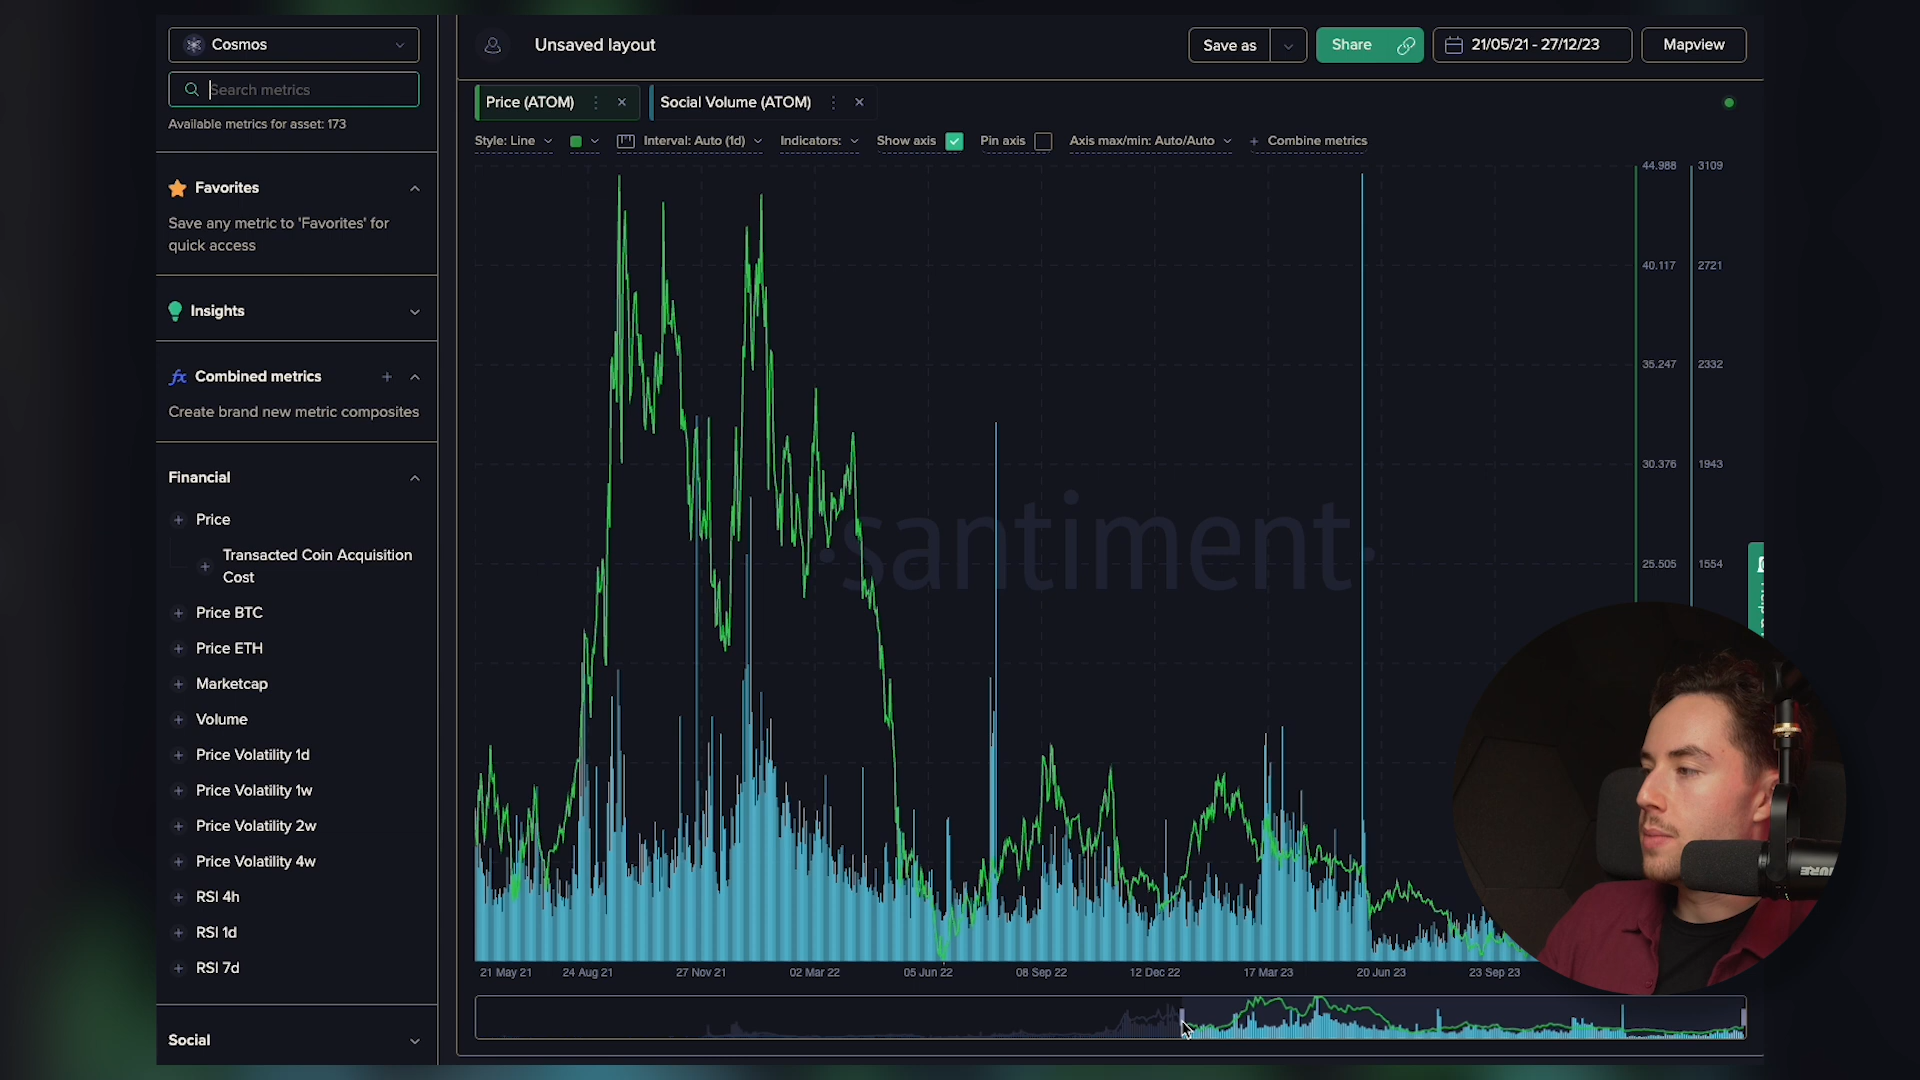 Cosmos
Unsaved layout
Save as
Share
21/05/21 - 27/12/23
Mapview
Search metrics
Available metrics for asset: 173
Price (ATOM)
Social Volume (ATOM)
Style: Line
Interval: Auto (1d)
Indicators:
Show axis
Pin axis
Axis max/min: Auto/Auto
+ Combine metrics
Favorites
Save any metric to 'Favorites' for
quick access
Insights
fx Combined metrics
Create brand new metric composites
Financial
Price
Transacted Coin Acquisition
Cost
Price BTC
Price ETH
Marketcap
Volume
Price Volatility 1d
Price Volatility 1w
Price Volatility 2w
Price Volatility 4w
RSI 4h
RSI 1d
RSI 7d
Social
44.988 3109
40.117 2721
35.247 2332
30.376 1943
25.505 1554
·santiment·
21 May 21
24 Aug 21
27 Nov 21
02 Mar 22
05 Jun 22
08 Sep 22
12 Dec 22
17 Mar 23
20 Jun 23
23 Sep 23